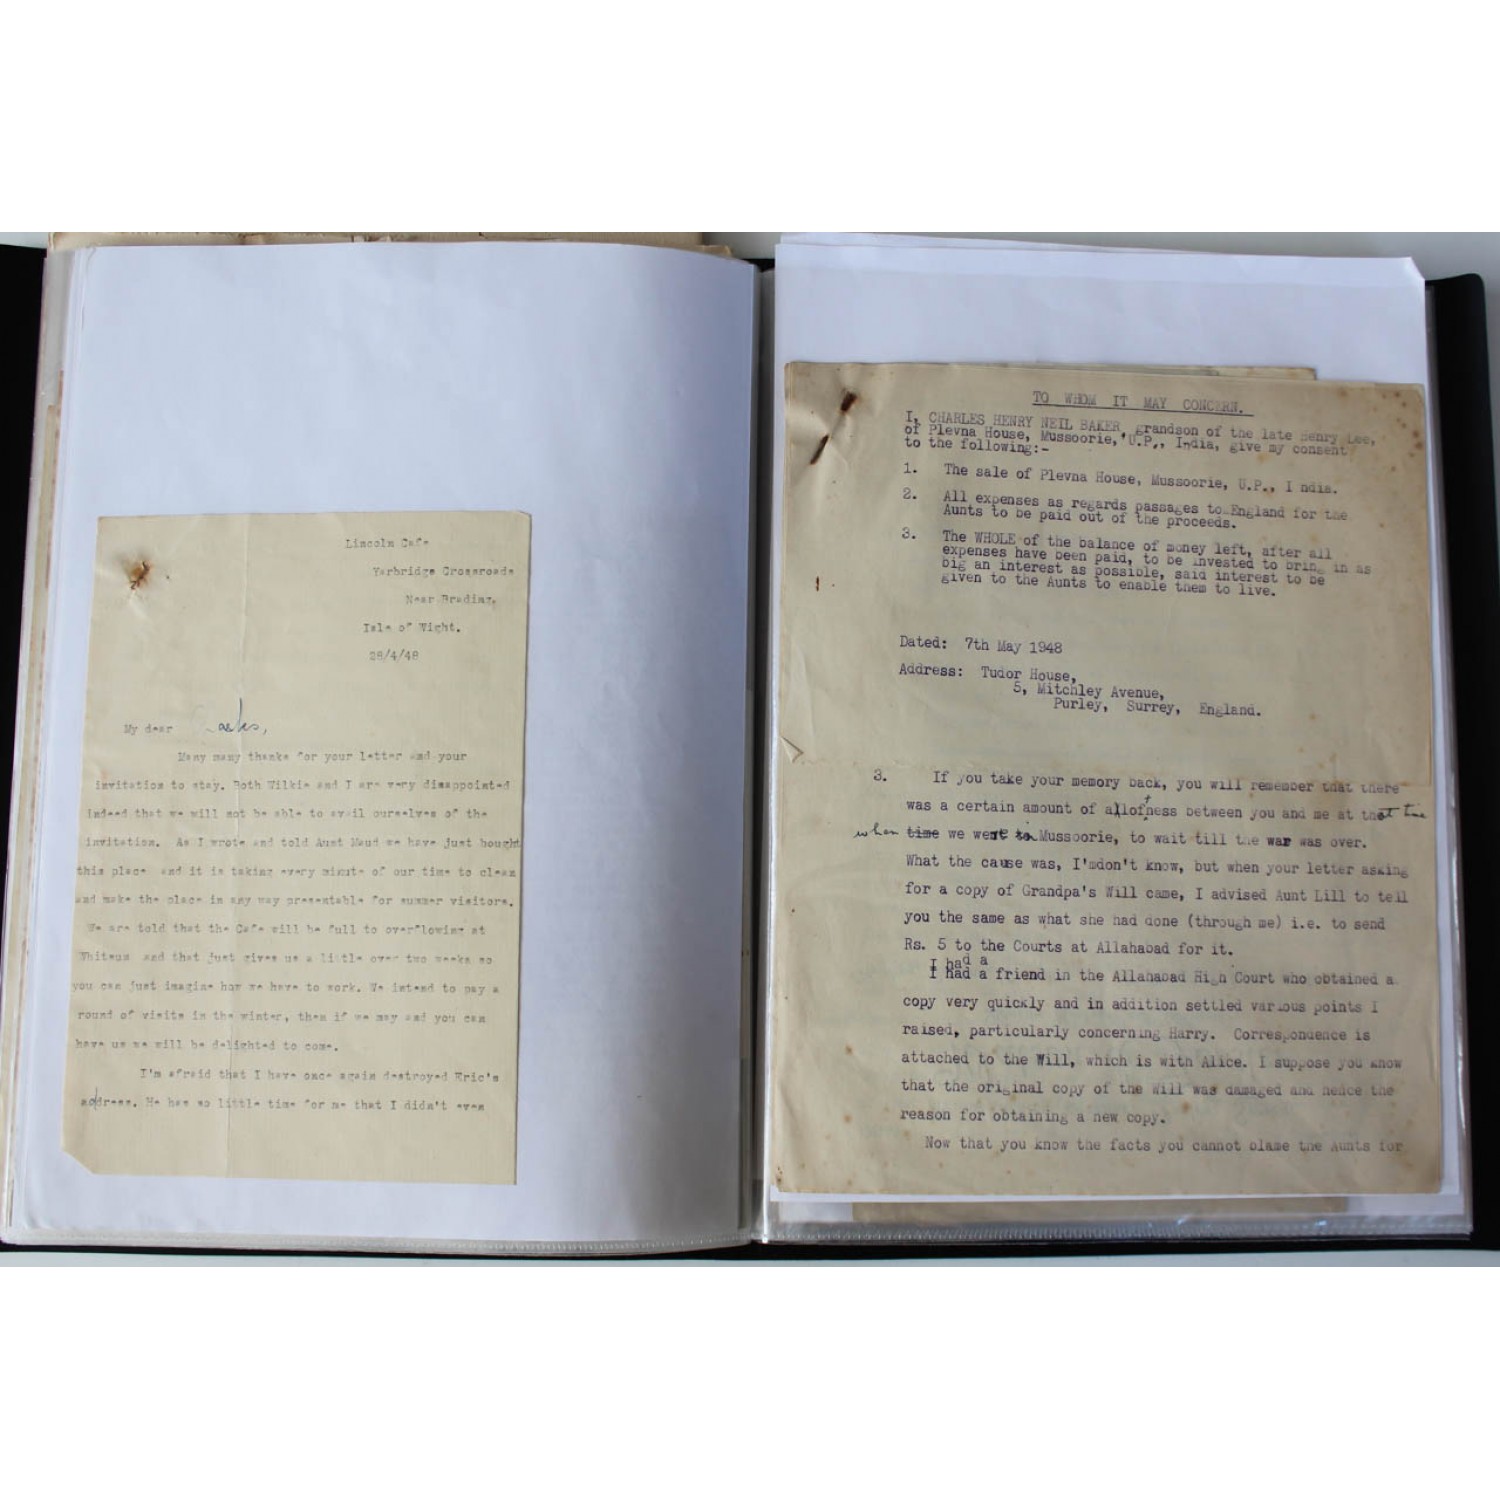 Lincoln Cafe
Yarbridge Crossroads
Near Brading,
Isle of Wight.
28/4/48
My dear
Many many thanks for your letter and your
invitation to stay. Both Wilkie and I are very disappointed
indeed that we will not be able to avail ourselves of the
invitation. As I wrote and told Aunt Maud we have just bought
this place and it is taking every minute of our time to clean
and make the place in any way presentable for summer visitors.
We are told that the Cafe will be full to overflowing at
Whitsun and that just gives us a little over two weeks so
you can just imagine how we have to work. We intend to pay a
round of visits in the winter, then if we may and you can
have us we will be delighted to come.
I'm afraid that I have once again destroyed Eric's
address. He has so little time for me that I didn't even
TO WHOM IT MAY CONCERN.
I, CHARLES HENRY NEIL BAKER, grandson of the late Henry Lee,
of Plevna House, Mussoorie, U.P., India, give my consent
to the following:-
1. The sale of Plevna House, Mussoorie, U.P., I ndia.
2. All expenses as regards passages to England for the
Aunts to be paid out of the proceeds.
3. The WHOLE of the balance of money left, after all
expenses have been paid, to be invested to bring in as
big an interest as possible, said interest to be
given to the Aunts to enable them to live.
Dated: 7th May 1948
Address: Tudor House,
5, Mitchley Avenue,
Purley, Surrey, England.
3. If you take your memory back, you will remember that there
was a certain amount of aloofness between you and me at that time
when time we went to Mussoorie, to wait till the war was over.
What the cause was, I'mdon't know, but when your letter asking
for a copy of Grandpa's Will came, I advised Aunt Lill to tell
you the same as what she had done (through me) i.e. to send
Rs. 5 to the Courts at Allahabad for it.
I had a
I had a friend in the Allahabad High Court who obtained a
copy very quickly and in addition settled various points I
raised, particularly concerning Harry. Correspondence is
attached to the Will, which is with Alice. I suppose you know
that the original copy of the Will was damaged and hence the
reason for obtaining a new copy.
Now that you know the facts you cannot blame the Aunts for